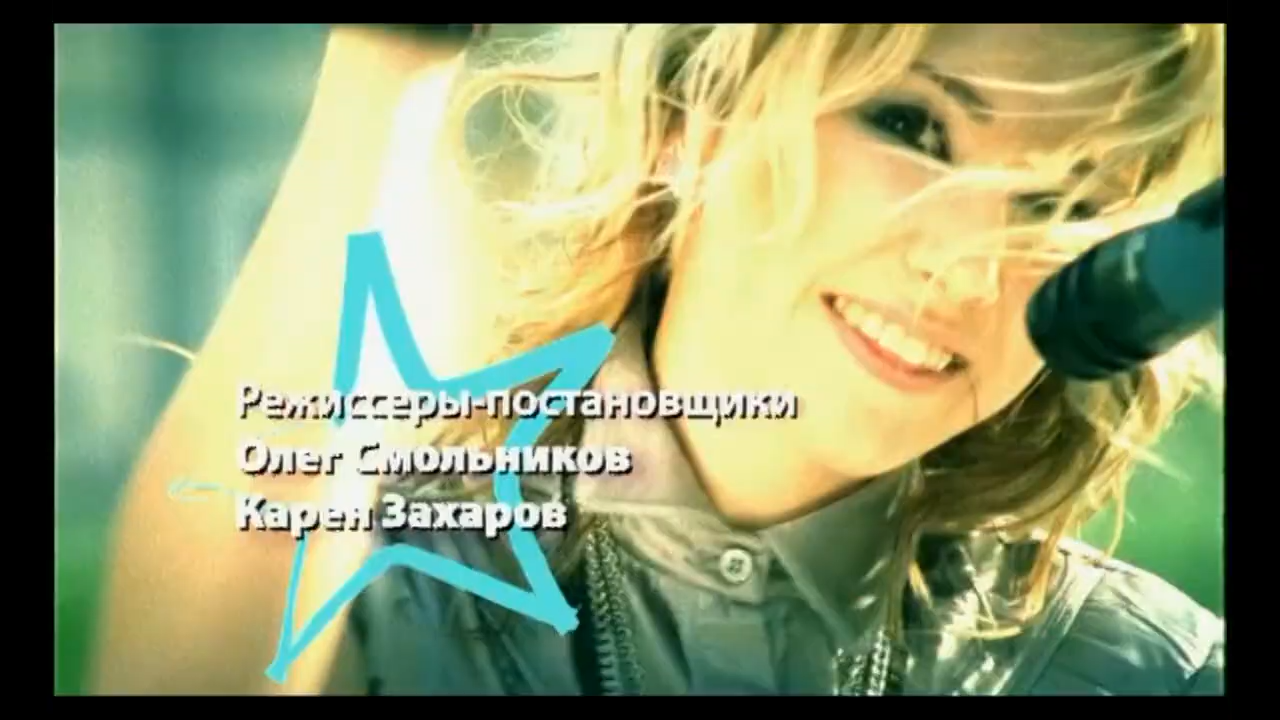 Режиссеры-постановщики
Олег Смольников
Карен Захаров